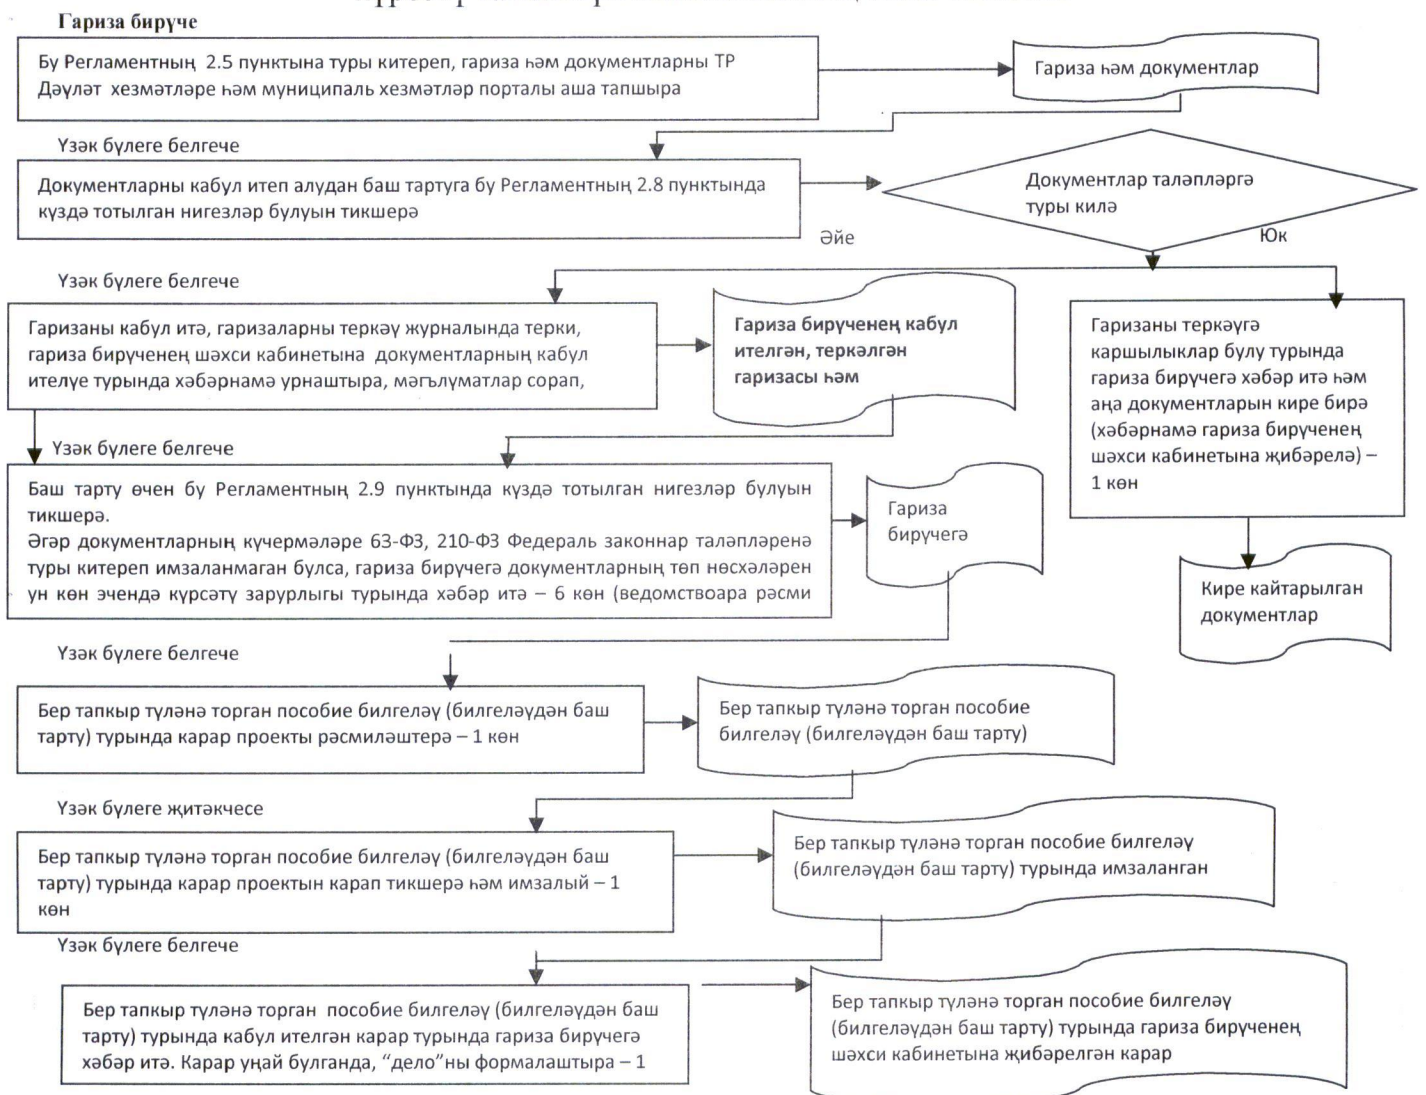 Гариза бирүче
Бу Регламентның 2.5 пунктына туры китереп, гариза һәм документларны ТР
Дәүләт хезмәтләре һәм муниципаль хезмәтләр порталы аша тапшыра
Гариза һәм документлар
Үзәк бүлеге белгече
Документларны кабул итеп алудан баш тартуга бу Регламентның 2.8 пунктында
күздә тотылган нигезләр булуын тикшерә
Документлар таләпләргә
туры килә
Әйе
Юк
Үзәк бүлеге белгече
Гаризаны кабул итә, гаризаларны теркәү журналында терки,
гариза бирүченең шәхси кабинетына документларның кабул
ителүе турында хәбәрнамә урнаштыра, мәгълүматлар сорап,
Гариза бирүченең кабул
ителгән, теркәлгән
гаризасы һәм
Гаризаны теркәүгә
каршылыклар булу турында
гариза бирүчегә хәбәр итә һәм
аңа документларын кире бирә
(хәбәрнамә гариза бирүченең
шәхси кабинетына җибәрелә) –
1 көн
Үзәк бүлеге белгече
Баш тарту өчен бу Регламентның 2.9 пунктында күздә тотылган нигезләр булуын
тикшерә.
Әгәр документларның күчермәләре 63-ФЗ, 210-ФЗ Федераль законнар таләпләренә
туры китереп имзаланмаган булса, гариза бирүчегә документларның төп нөсхәләрен
ун көн эчендә күрсәтү зарурлыгы турында хәбәр итә – 6 көн (ведомствоара рәсми
Гариза
бирүчегә
Кире кайтарылган
документлар
Үзәк бүлеге белгече
Бер тапкыр түләнә торган пособие билгеләү (билгеләүдән баш
тарту) турында карар проекты рәсмиләштерә – 1 көн
Бер тапкыр түләнә торган пособие
билгеләү (билгеләүдән баш тарту)
Үзәк бүлеге җитәкчесе
Бер тапкыр түләнә торган пособие билгеләү (билгеләүдән баш
тарту) турында карар проектын карап тикшерә һәм имзалый – 1
көн
Бер тапкыр түләнә торган пособие билгеләү
(билгеләүдән баш тарту) турында имзаланган
Үзәк бүлеге белгече
Бер тапкыр түләнә торган пособие билгеләү (билгеләүдән баш
тарту) турында кабул ителгән карар турында гариза бирүчегә
хәбәр итә. Карар уңай булганда, “дело”ны формалаштыра – 1
Бер тапкыр түләнә торган пособие билгеләү
(билгеләүдән баш тарту) турында гариза бирүченең
шәхси кабинетына җибәрелгән карар